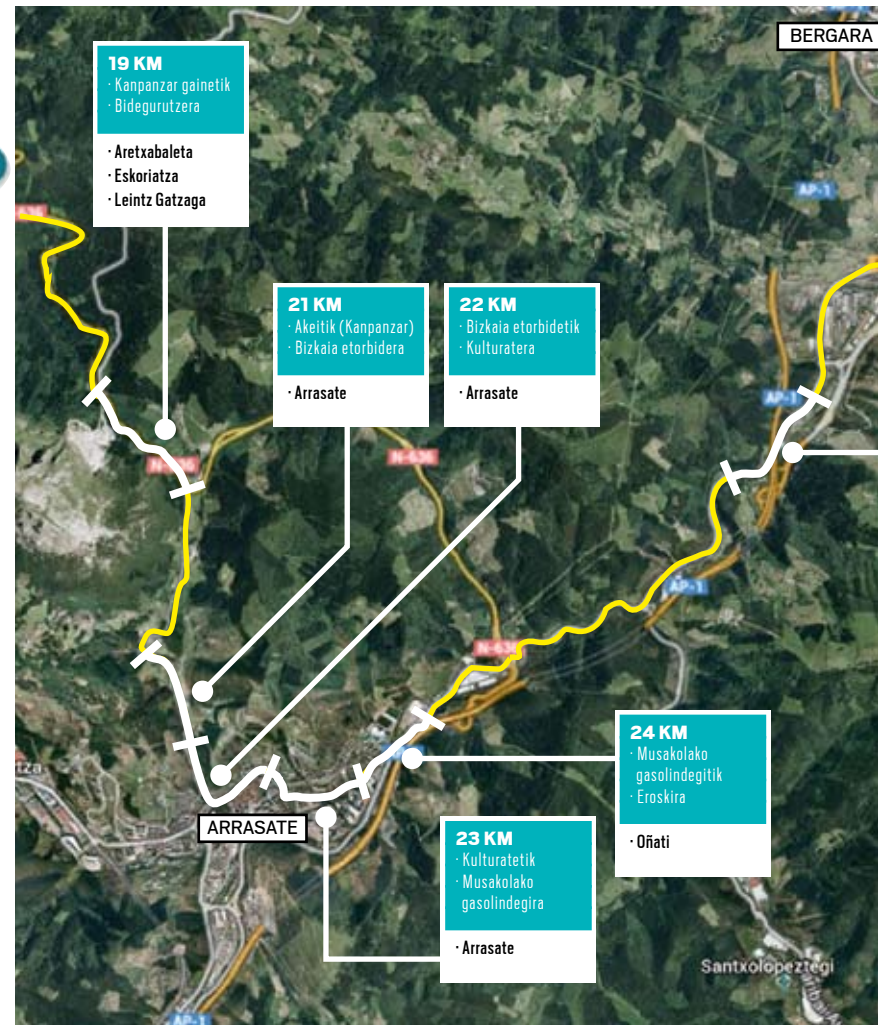 BERGARA
19 KM
· Kanpanzar gainetik
· Bidegurutzera
· Aretxabaleta
· Eskoriatza
· Leintz Gatzaga
AP-1
21 KM
· Akeitik (Kanpanzar)
· Bizkaia etorbidera
· Arrasate
22 KM
· Bizkaia etorbidetik
· Kulturatera
· Arrasate
AP-1
N-636
AP-1
N-636
24 KM
· Musakolako
gasolindegitik
· Eroskira
· Oñati
ARRASATE
23 KM
· Kulturatetik
· Musakolako
gasolindegira
· Arrasate
Santxolopeztegi
AP-1